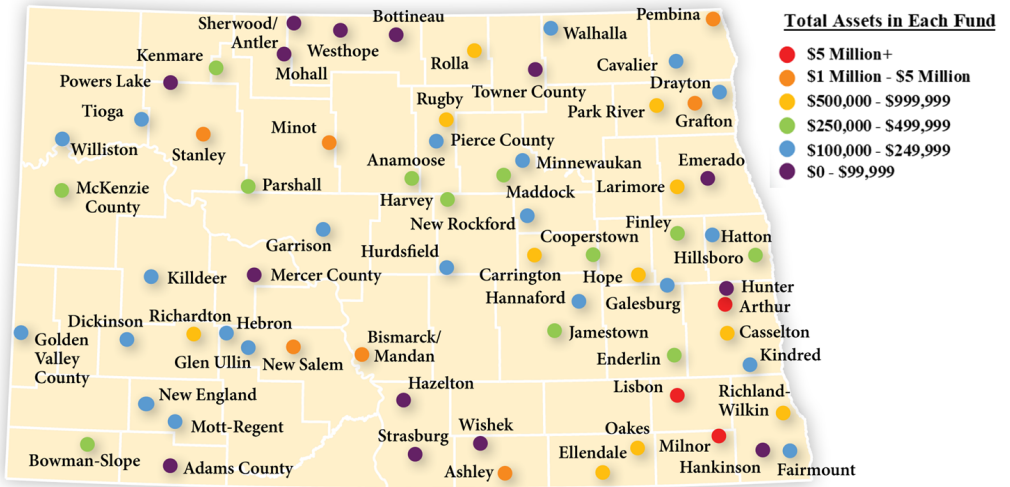 Total Assets in Each Fund
$5 Million+
$1 Million - $5 Million
$500,000 - $999,999
$250,000 - $499,999
$100,000 - $249,999
$0 - $99,999
Sherwood/
Antler
Bottineau
Pembina
Westhope
Walhalla
Kenmare
Mohall
Rolla
Cavalier
Powers Lake
Towner County
Drayton
Tioga
Rugby
Park River
Grafton
Minot
Williston
Stanley
Pierce County
Anamoose
Minnewaukan
Emerado
McKenzie
County
Parshall
Maddock
Larimore
Harvey
New Rockford
Finley
Garrison
Cooperstown
Hatton
Hurdsfield
Hillsboro
Killdeer
Mercer County
Carrington
Hope
Hunter
Hannaford
Galesburg
Arthur
Dickinson
Richardton
Hebron
Golden
Valley
County
Bismarck/
Mandan
Jamestown
Casselton
Glen Ullin
New Salem
Enderlin
Kindred
Hazelton
Lisbon
Richland-
Wilkin
New England
Mott-Regent
Strasburg
Wishek
Oakes
Milnor
Ellendale
Bowman-Slope
Adams County
Ashley
Hankinson
Fairmount